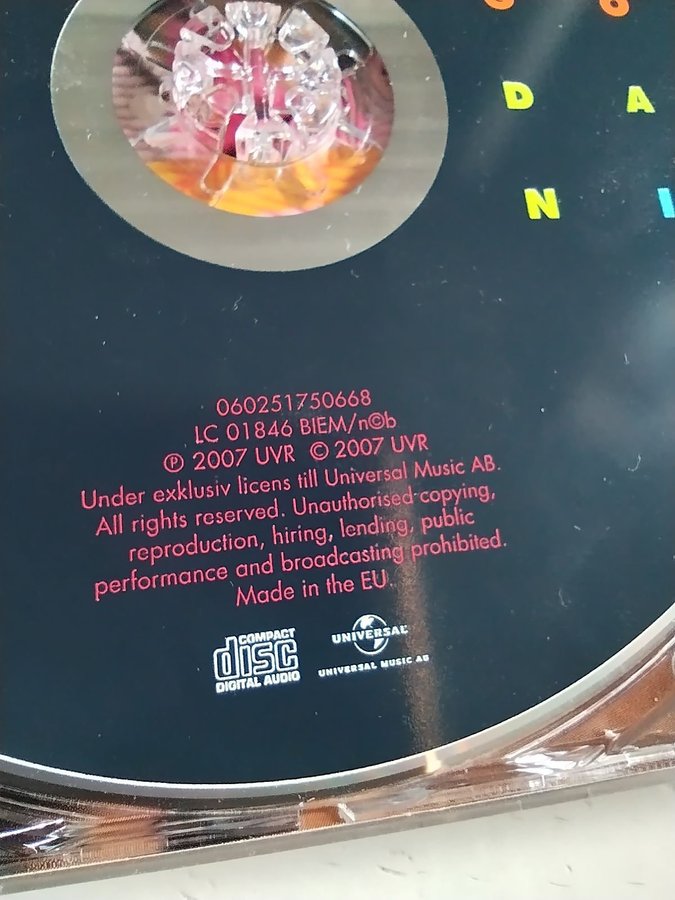 D A
N I
060251750668
LC 01846 BIEM/n©b
℗ 2007 UVR © 2007 UVR
Under exklusiv licens till Universal Music AB.
All rights reserved. Unauthorised copying,
reproduction, hiring, lending, public
performance and broadcasting prohibited.
Made in the EU.
COMPACT
disc
DIGITAL AUDIO
UNIVERSAL
UNIVERSAL MUSIC AB